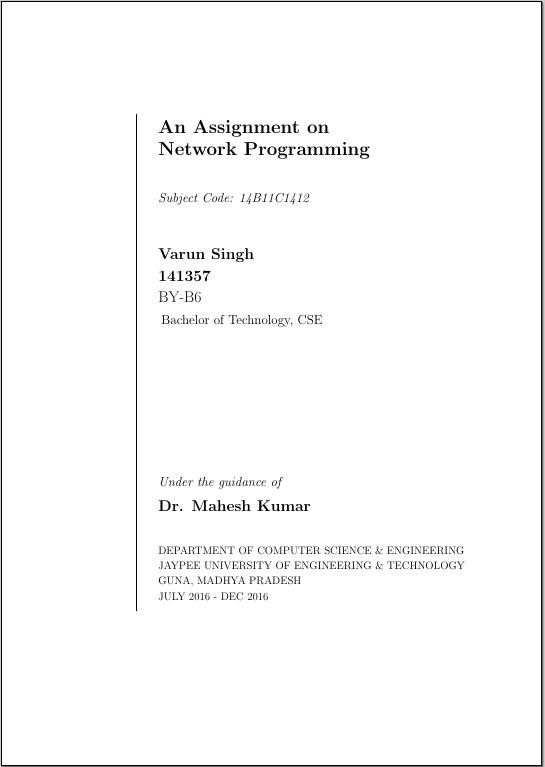 An Assignment on
Network Programming
Subject Code: 14B11C1412
Varun Singh
141357
BY-B6
Bachelor of Technology, CSE
Under the guidance of
Dr. Mahesh Kumar
DEPARTMENT OF COMPUTER SCIENCE & ENGINEERING
JAYPEE UNIVERSITY OF ENGINEERING & TECHNOLOGY
GUNA, MADHYA PRADESH
JULY 2016 - DEC 2016